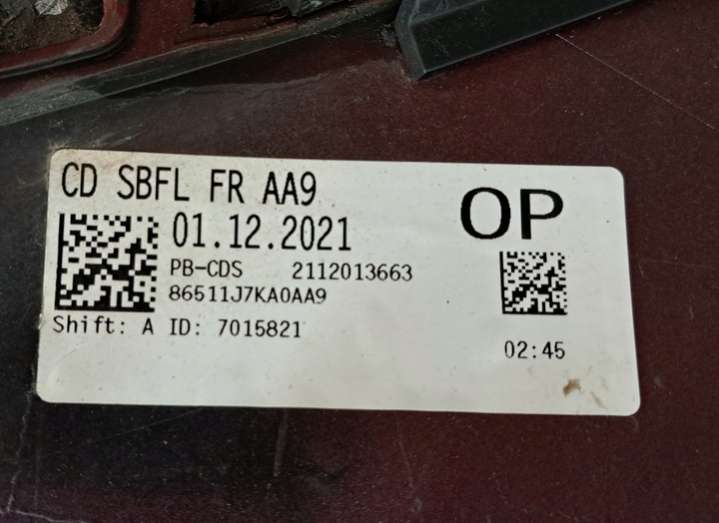 CD SBFL FR AA9
OP
01.12.2021
PB-CDS 2112013663
86511J7KA0AA9
Shift: A ID: 7015821
02:45